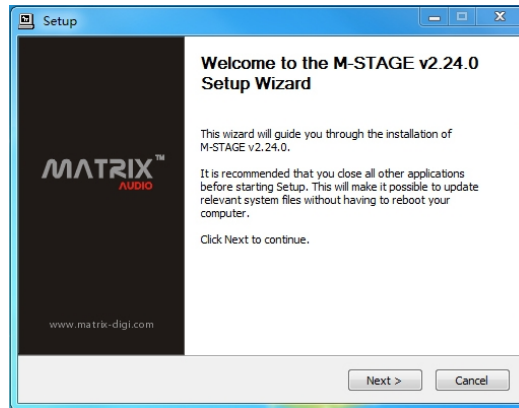 Setup
Welcome to the M-STAGE v2.24.0
Setup Wizard
This wizard will guide you through the installation of
M-STAGE v2.24.0.
It is recommended that you close all other applications
before starting Setup. This will make it possible to update
relevant system files without having to reboot your
computer.
Click Next to continue.
MATRIX™
AUDIO
www.matrix-digi.com
Next >
Cancel